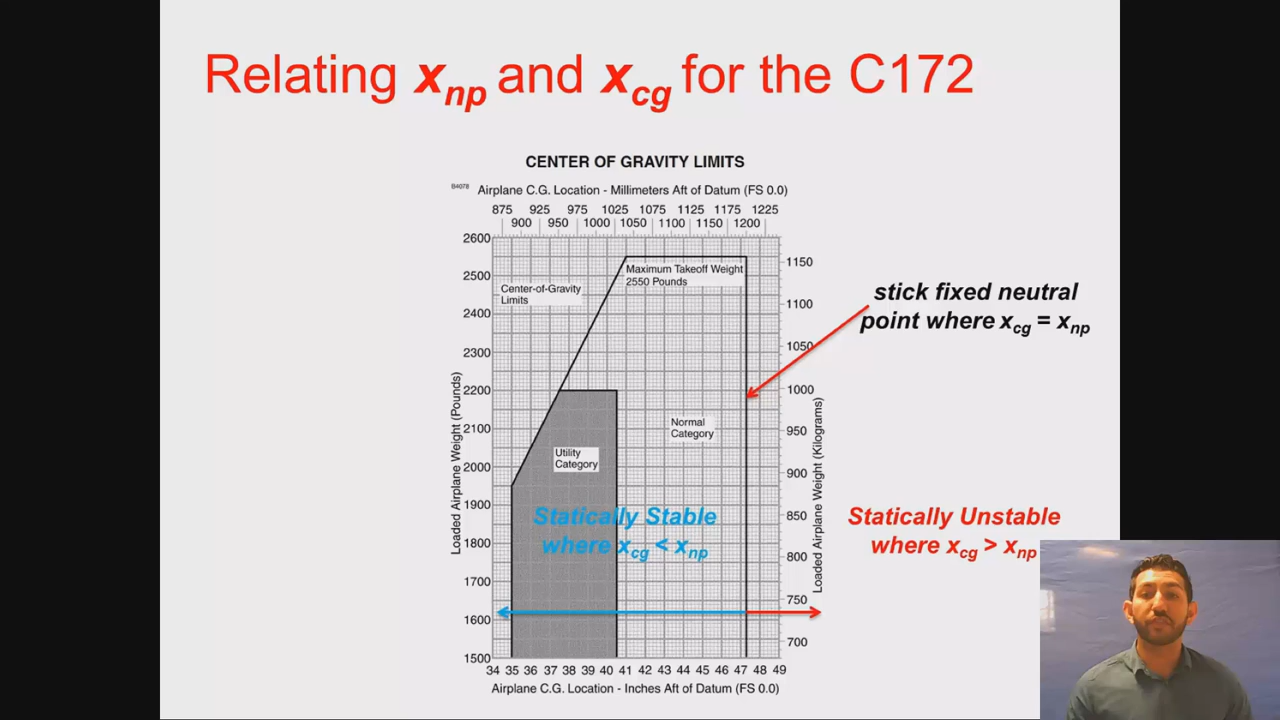 Relating xnp and xcg for the C172
CENTER OF GRAVITY LIMITS
B4078
Airplane C.G. Location - Millimeters Aft of Datum (FS 0.0)
875 925 975 1025 1075 1125 1175 1225
900 950 1000 1050 1100 1150 1200
2600
2500
2400
2300
2200
2100
2000
1900
1800
1700
1600
1500
Loaded Airplane Weight (Pounds)
Center-of-Gravity
Limits
Maximum Takeoff Weight
2550 Pounds
Utility
Category
Normal
Category
1150
1100
1050
1000
950
900
850
800
750
700
Loaded Airplane Weight (Kilograms)
stick fixed neutral
point where xcg = xnp
Statically Stable
where xcg < xnp
Statically Unstable
where xcg > xnp
34 35 36 37 38 39 40 41 42 43 44 45 46 47 48 49
Airplane C.G. Location - Inches Aft of Datum (FS 0.0)